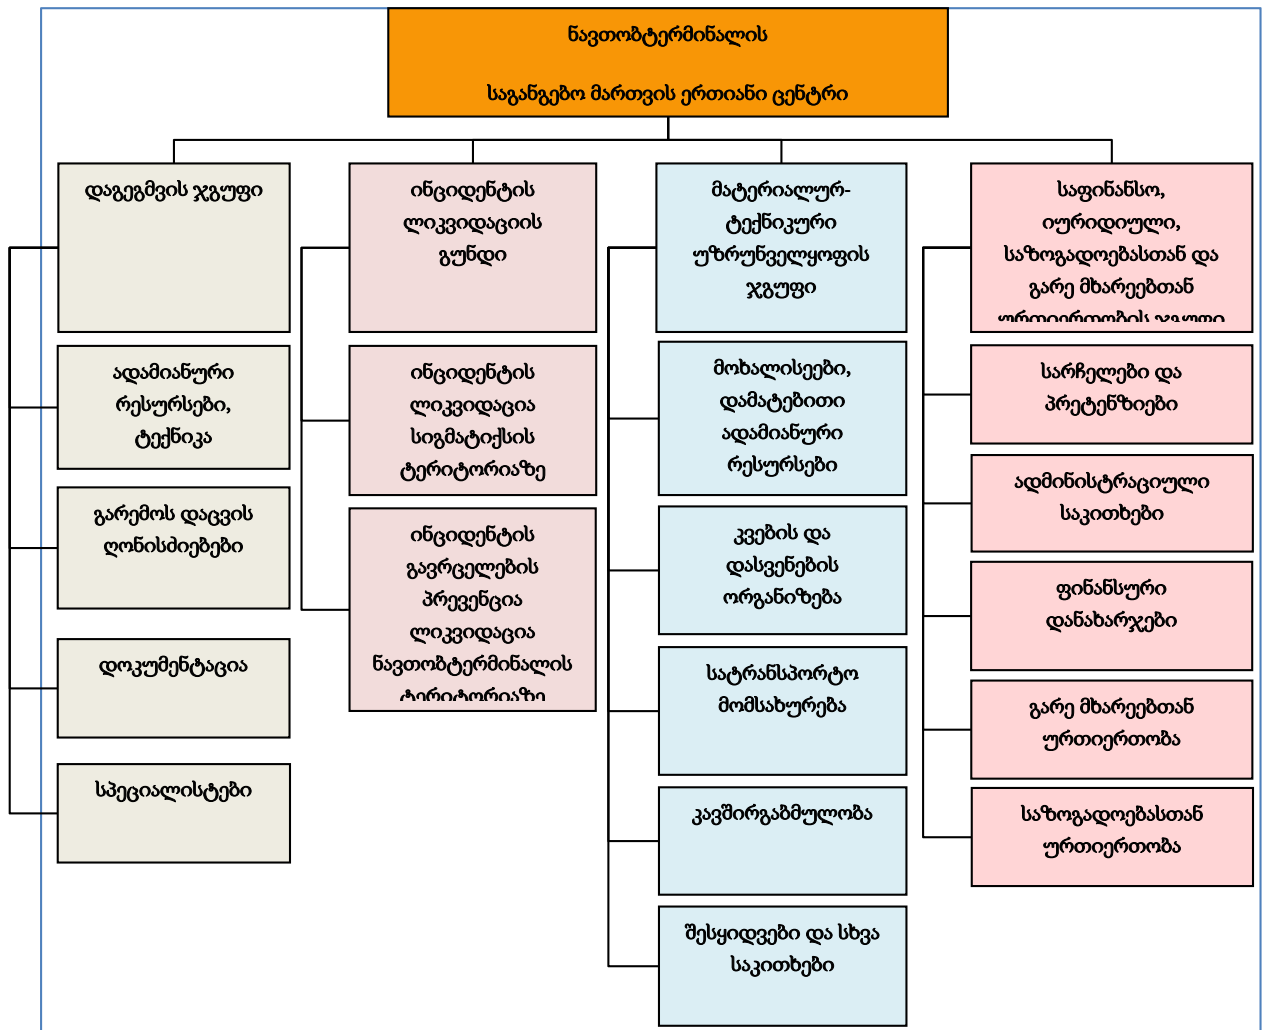 ნავთობტერმინალის
საგანგებო მართვის ერთიანი ცენტრი
დაგეგმვის ჯგუფი
ადამიანური
რესურსები,
ტექნიკა
გარემოს დაცვის
ღონისძიებები
დოკუმენტაცია
სპეციალისტები
ინციდენტის
ლიკვიდაციის
გუნდი
ინციდენტის
ლიკვიდაცია
სიგმატიქსის
ტერიტორიაზე
ინციდენტის
გავრცელების
პრევენცია
ლიკვიდაცია
ნავთობტერმინალის
ტერიტორიაზე
მატერიალურ-
ტექნიკური
უზრუნველყოფის
ჯგუფი
მოხალისეები,
დამატებითი
ადამიანური
რესურსები
კვების და
დასვენების
ორგანიზება
სატრანსპორტო
მომსახურება
კავშირგაბმულობა
შესყიდვები და სხვა
საკითხები
საფინანსო,
იურიდიული,
საზოგადოებასთან და
გარე მხარეებთან
ურთიერთობის ჯგუფი
სარჩელები და
პრეტენზიები
ადმინისტრაციული
საკითხები
ფინანსური
დანახარჯები
გარე მხარეებთან
ურთიერთობა
საზოგადოებასთან
ურთიერთობა